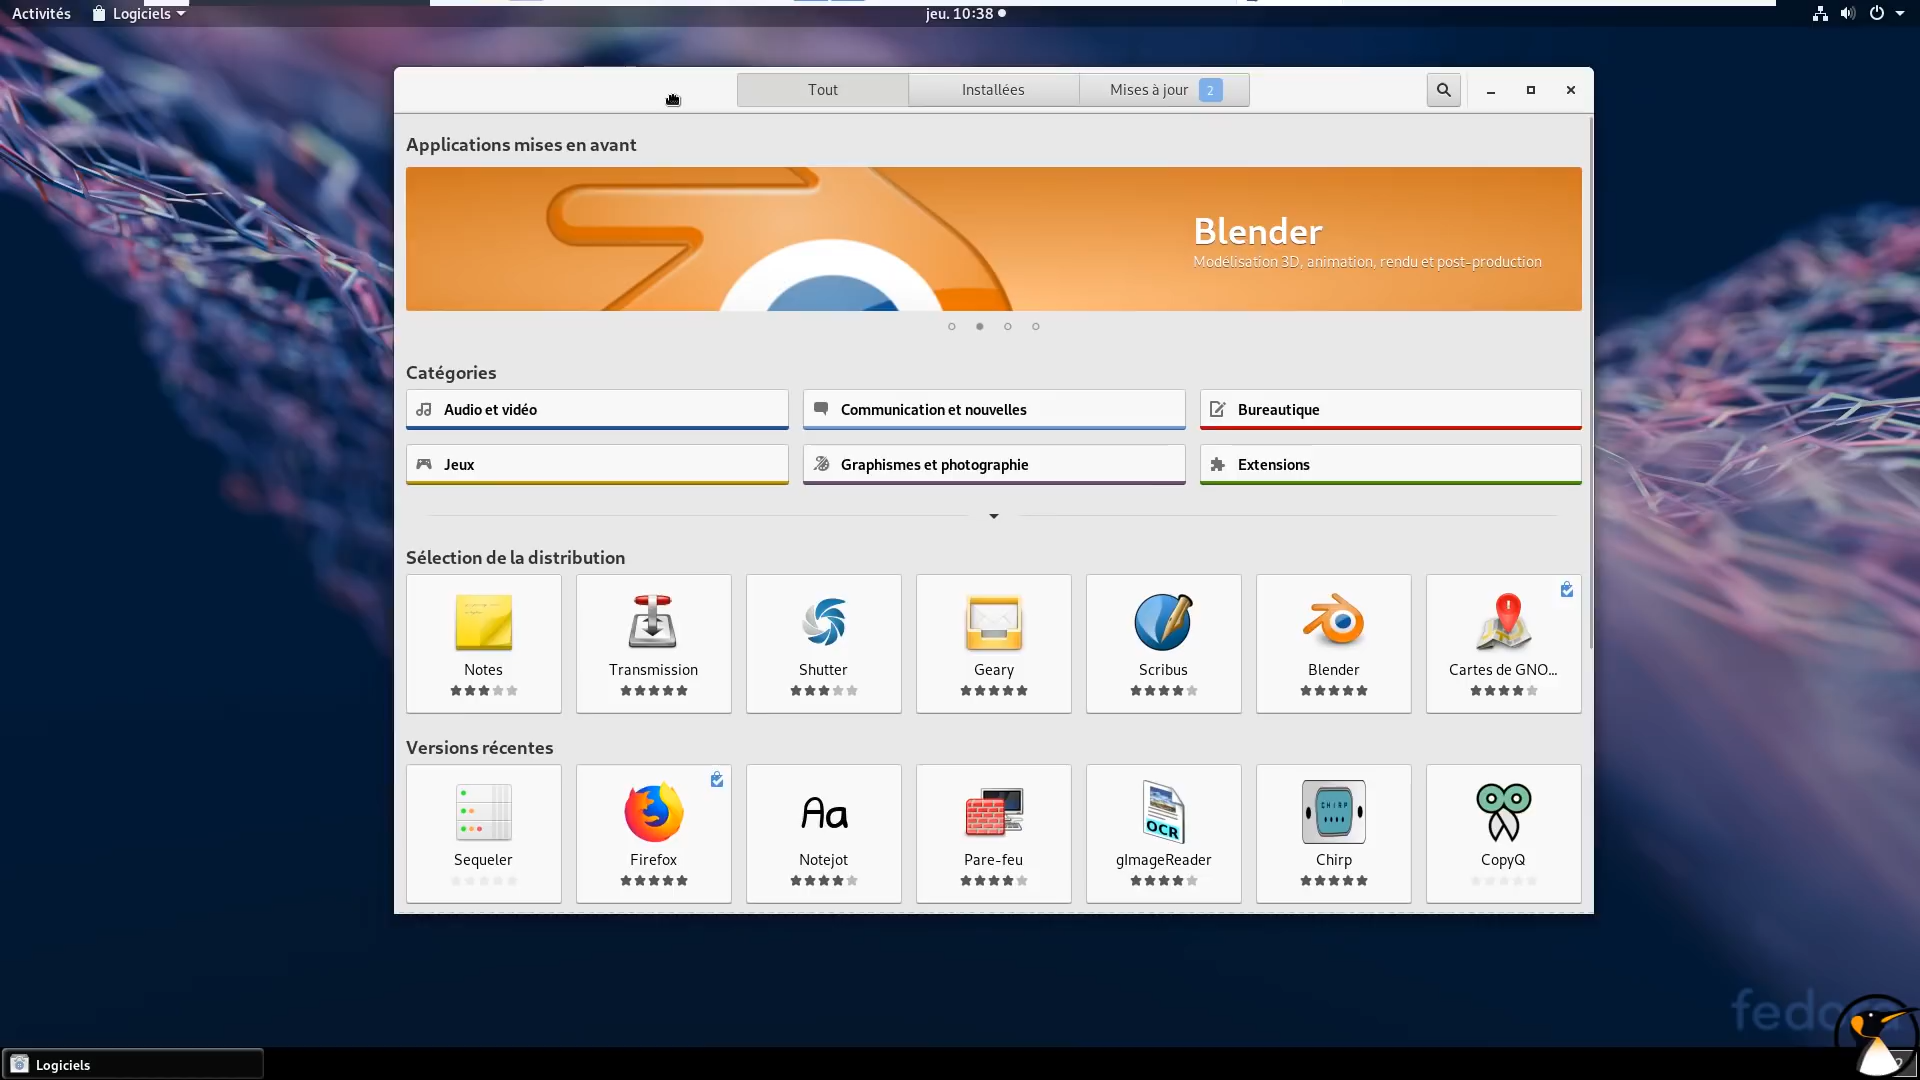 Activités
Logiciels
jeu. 10:38
Tout
Installées
Mises à jour 2
Applications mises en avant
Blender
Modélisation 3D, animation, rendu et post-production
Catégories
Audio et vidéo
Communication et nouvelles
Bureautique
Jeux
Graphismes et photographie
Extensions
Sélection de la distribution
Notes
Transmission
Shutter
Geary
Scribus
Blender
Cartes de GNO...
Versions récentes
Aa
OCR
CHIRP
Sequeler
Firefox
Notejot
Pare-feu
gImageReader
Chirp
CopyQ
Logiciels